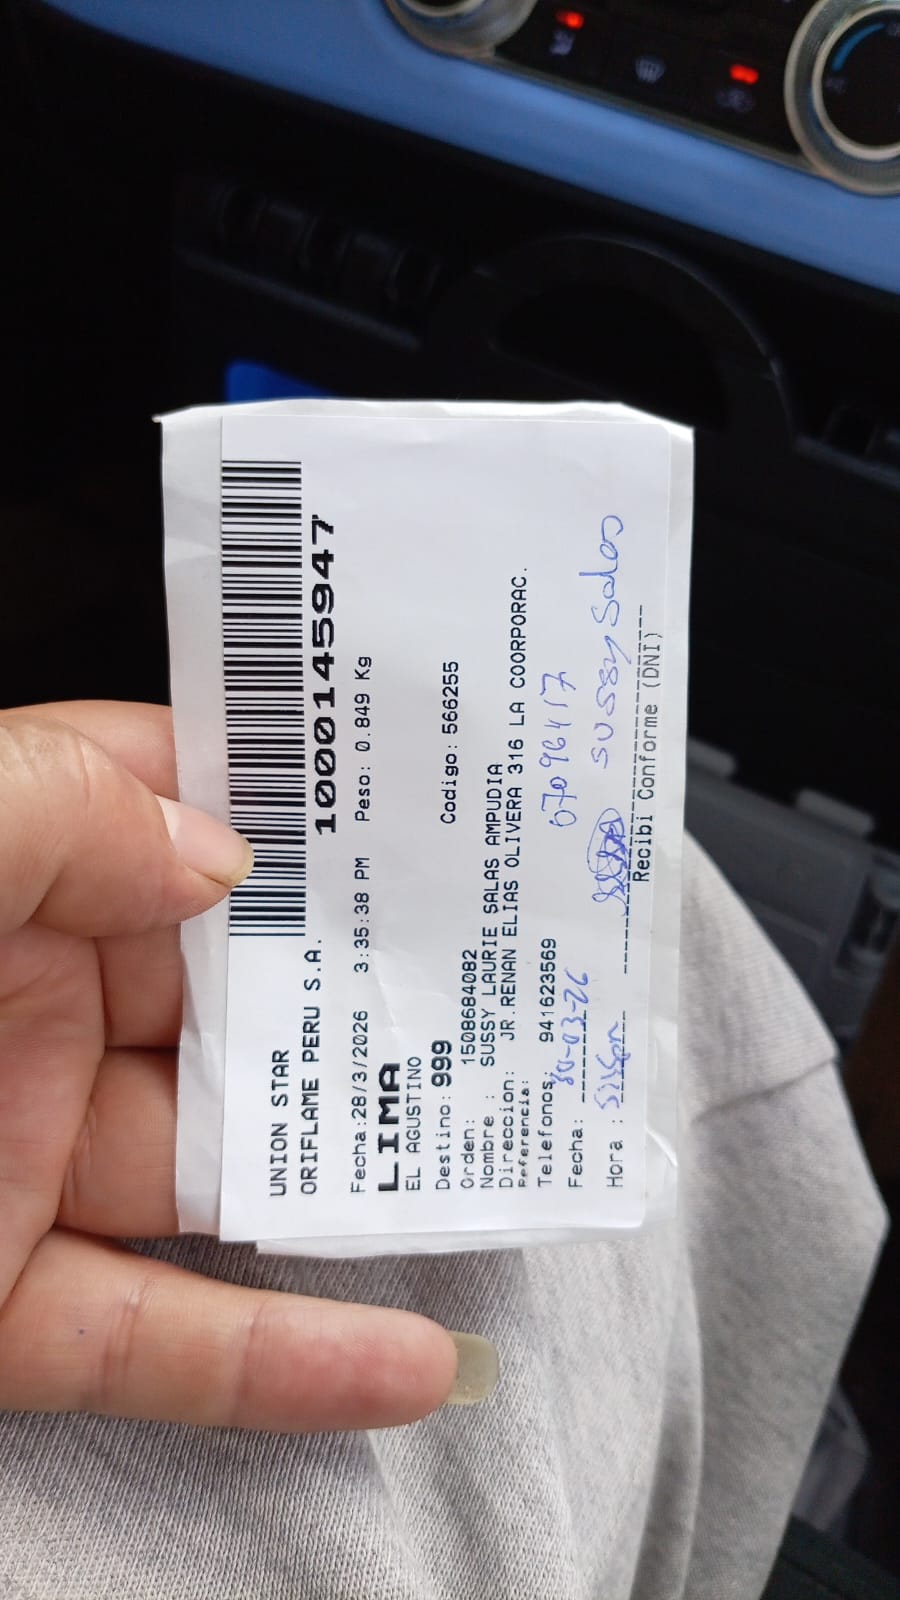 1000145947
UNION STAR
ORIFLAME PERU S.A.
Fecha:28/3/2026 3:35:38 PM Peso: 0.849 Kg
LIMA
EL AGUSTINO
Destino: 999 Codigo: 566255
Orden: 1508684082
Nombre : SUSSY LAURIE SALAS AMPUDIA
Direccion: JR.RENAN ELIAS OLIVERA 316 LA COORPORAC.
Referencia:
Telefonos: 941623569
07096417
Fecha: 30-03-26
Sussy Salas
Hora :
Recibi Conforme (DNI)